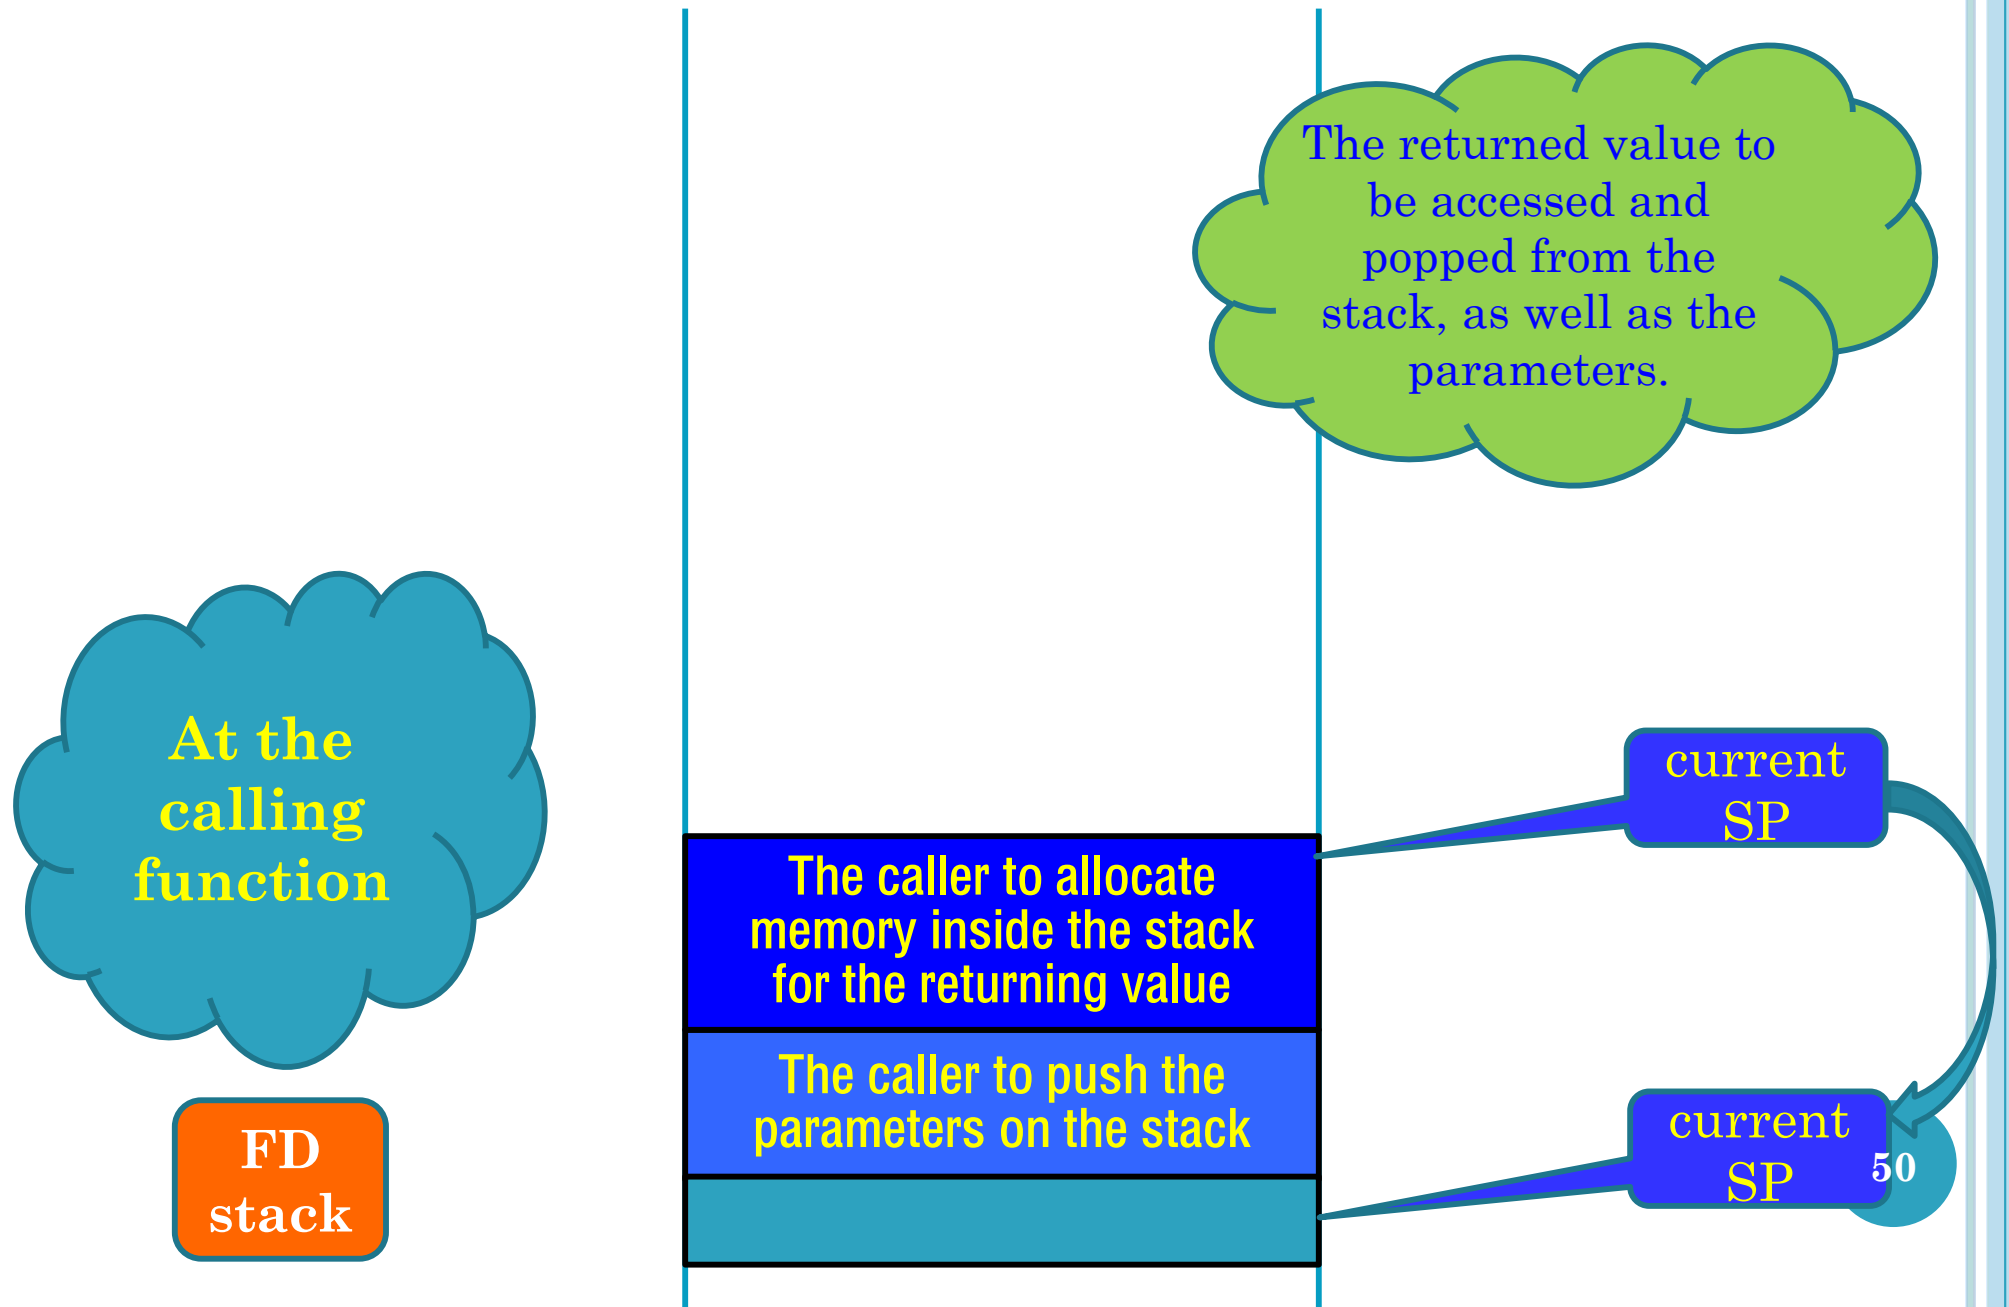 The returned value to
be accessed and
popped from the
stack, as well as the
parameters.
At the
calling
function
current
SP
The caller to allocate
memory inside the stack
for the returning value
The caller to push the
parameters on the stack
FD
stack
current
SP
50